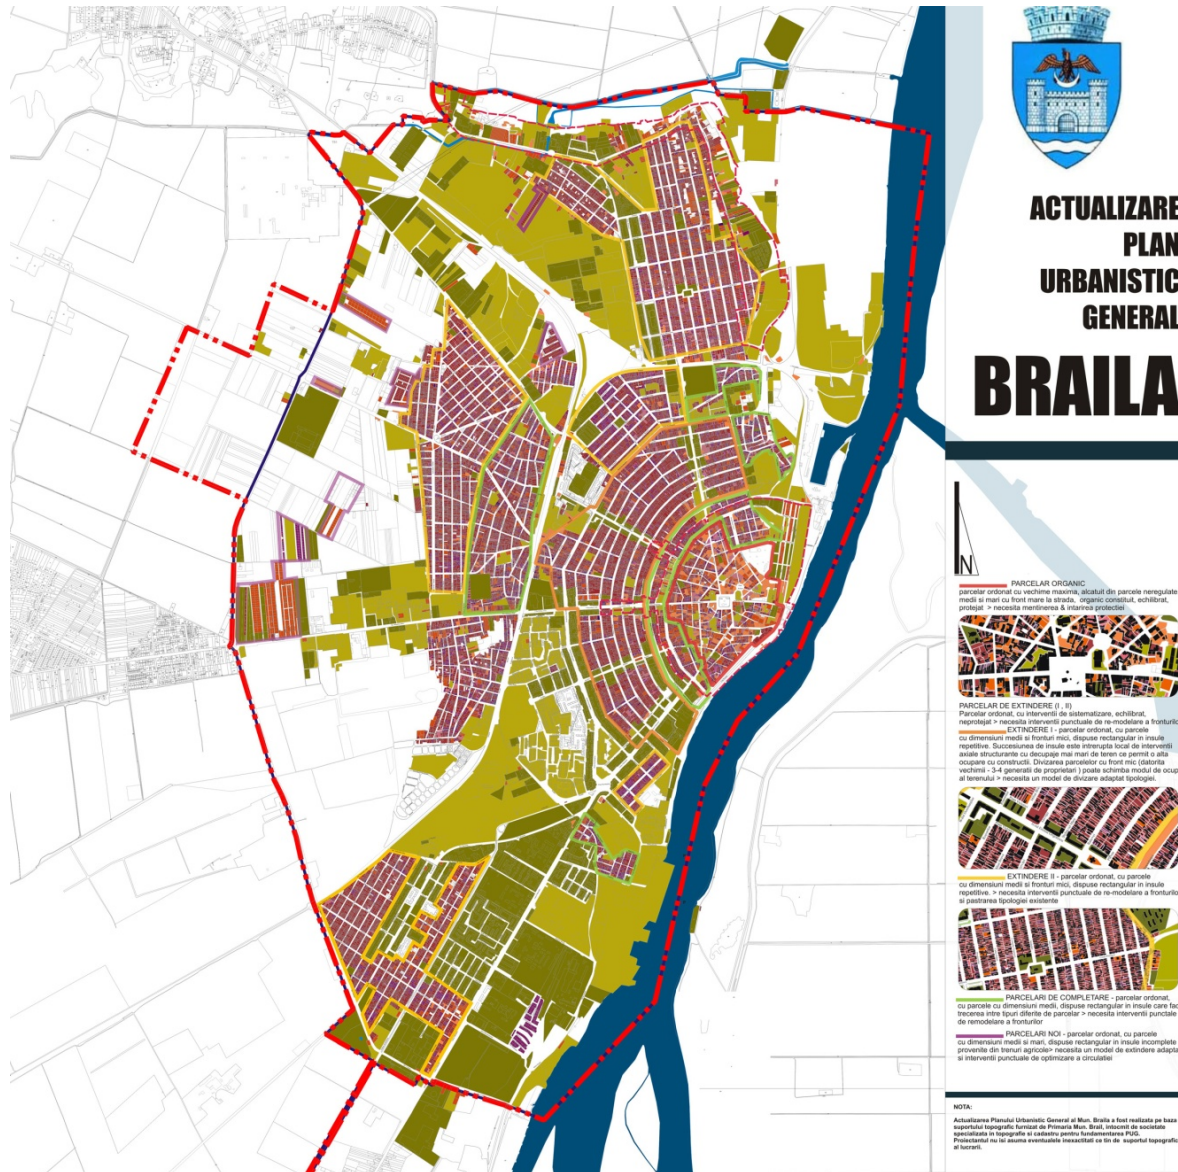 ACTUALIZARE
PLAN
URBANISTIC
GENERAL
BRAILA
N
PARCELAR ORGANIC
parcelar ordonat cu vechime maxima, alcatuit din parcele neregulate
medii si mari cu front mare la strada, organic constituit, echilibrat,
protejat > necesita mentinerea & intarirea protectiei
PARCELAR DE EXTINDERE (I , II)
Parcelar ordonat, cu interventii de sistematizare, echilibrat,
neprotejat > necesita interventii punctuale de re-modelare a fronturilo
EXTINDERE I - parcelar ordonat, cu parcele
cu dimensiuni medii si fronturi mici, dispuse rectangular in insule
repetitive. Succesiunea de insule este intrerupta local de interventii
axiale structurante cu decupaje mai mari de teren ce permit o alta
ocupare cu constructii. Divizarea parcelelor cu front mic (datorita
vechimii - 3-4 generatii de proprietari ) poate schimba modul de ocup
al terenului > necesita un model de divizare adaptat tipologiei.
EXTINDERE II - parcelar ordonat, cu parcele
cu dimensiuni medii si fronturi mici, dispuse rectangular in insule
repetitive. > necesita interventii punctuale de re-modelare a fronturilo
si pastrarea tipologiei existente
PARCELARI DE COMPLETARE - parcelar ordonat,
cu parcele cu dimensiuni medii, dispuse rectangular in insule care fac
trecerea intre tipuri diferite de parcelar > necesita interventii punctale
de remodelare a fronturilor
PARCELARI NOI - parcelar ordonat, cu parcele
cu dimensiuni medii si mari, dispuse rectangular in insule incomplete
provenite din trenuri agricole> necesita un model de extindere adapta
si interventii punctuale de optimizare a circulatiei
NOTA:
Actualizarea Planului Urbanistic General al Mun. Braila a fost realizata pe baza
suportului topografic furnizat de Primaria Mun. Brail, intocmit de societate
specializata in topografie si cadastru pentru fundamentarea PUG.
Proiectantul nu isi asuma eventualele inexactitati ce tin de suportul topografic
al lucrarii.